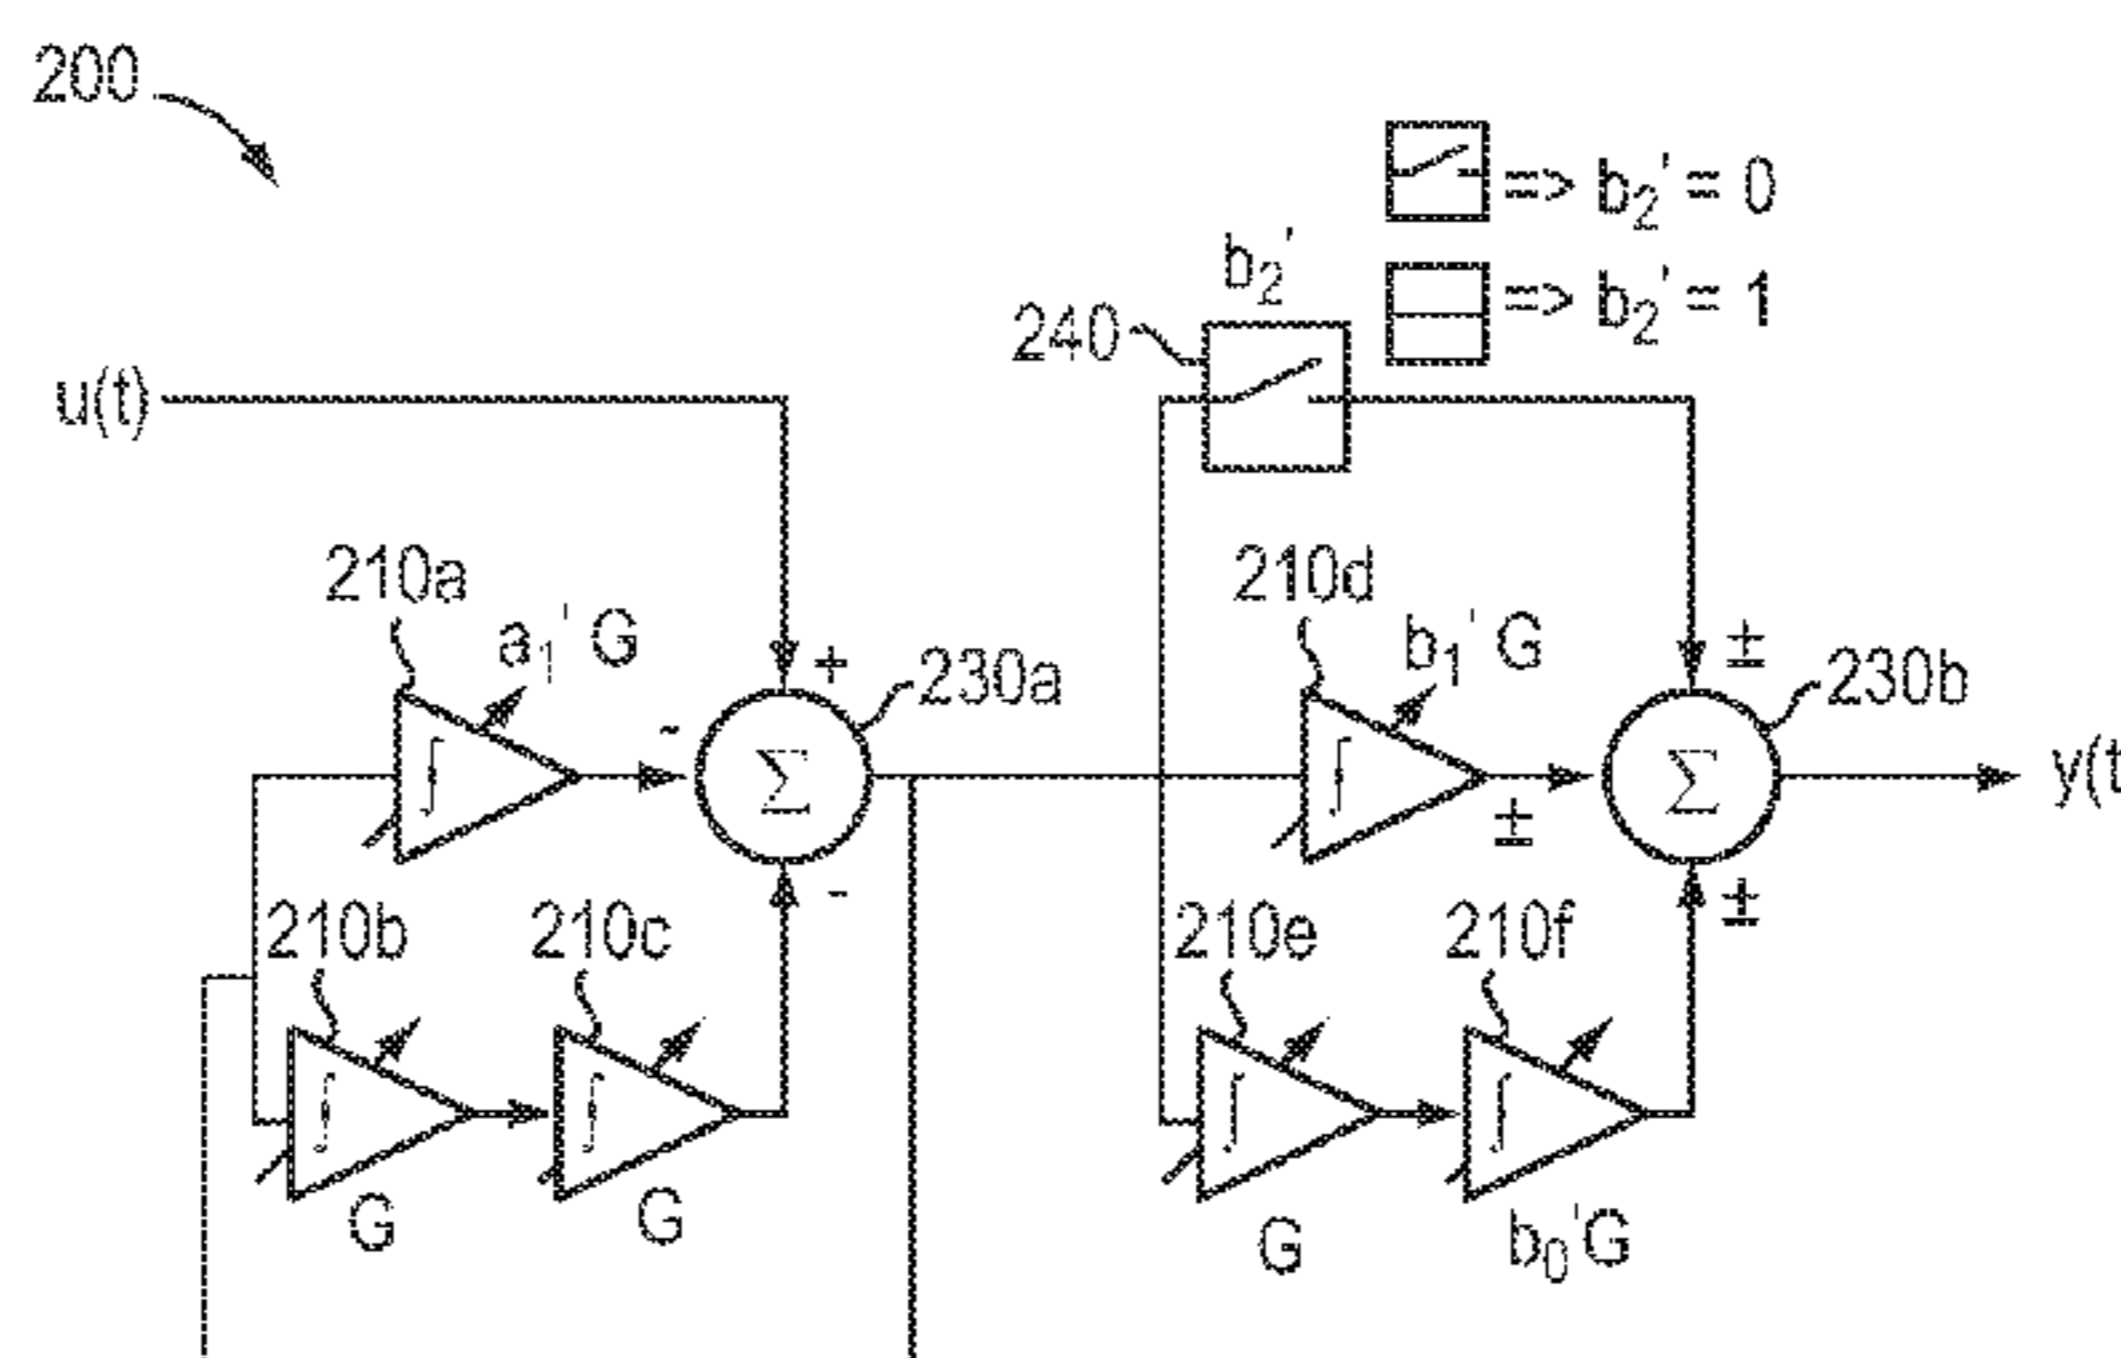 200
=> b₂' = 0
b₂'
=> b₂' = 1
240
u(t)
210a
a₁'G
+
230a
-
Σ
∫
-
210d
b₁'G
±
230b
±
Σ
∫
y(t
±
210b
210c
210e
210f
∫
∫
∫
∫
G
G
G
b₀'G